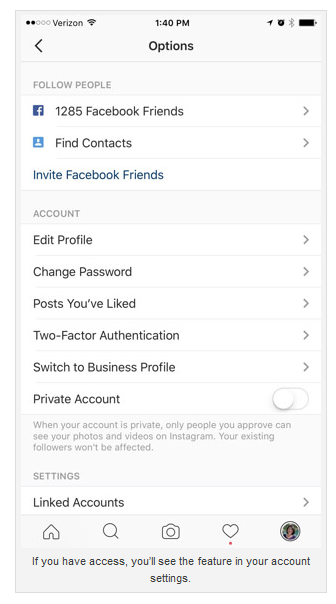 Verizon 1:40 PM
Options
FOLLOW PEOPLE
1285 Facebook Friends
Find Contacts
Invite Facebook Friends
ACCOUNT
Edit Profile
Change Password
Posts You've Liked
Two-Factor Authentication
Switch to Business Profile
Private Account
When your account is private, only people you approve can
see your photos and videos on Instagram. Your existing
followers won't be affected.
SETTINGS
Linked Accounts
If you have access, you'll see the feature in your account
settings.